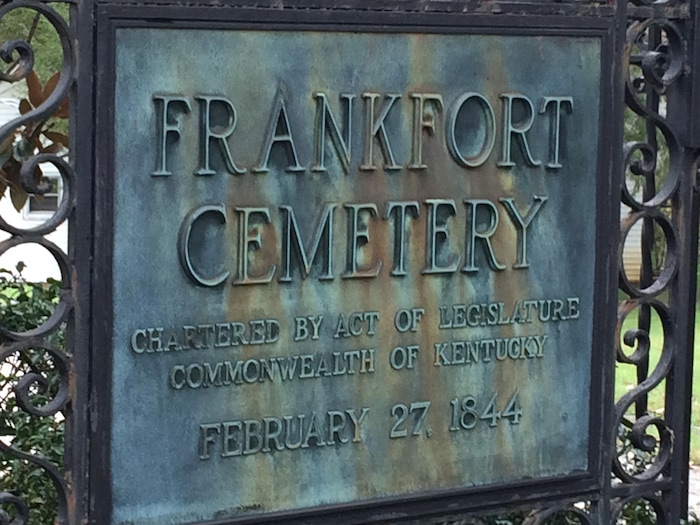 FRANKFORT
CEMETERY
CHARTERED BY ACT OF LEGISLATURE
COMMONWEALTH OF KENTUCKY
FEBRUARY 27, 1844